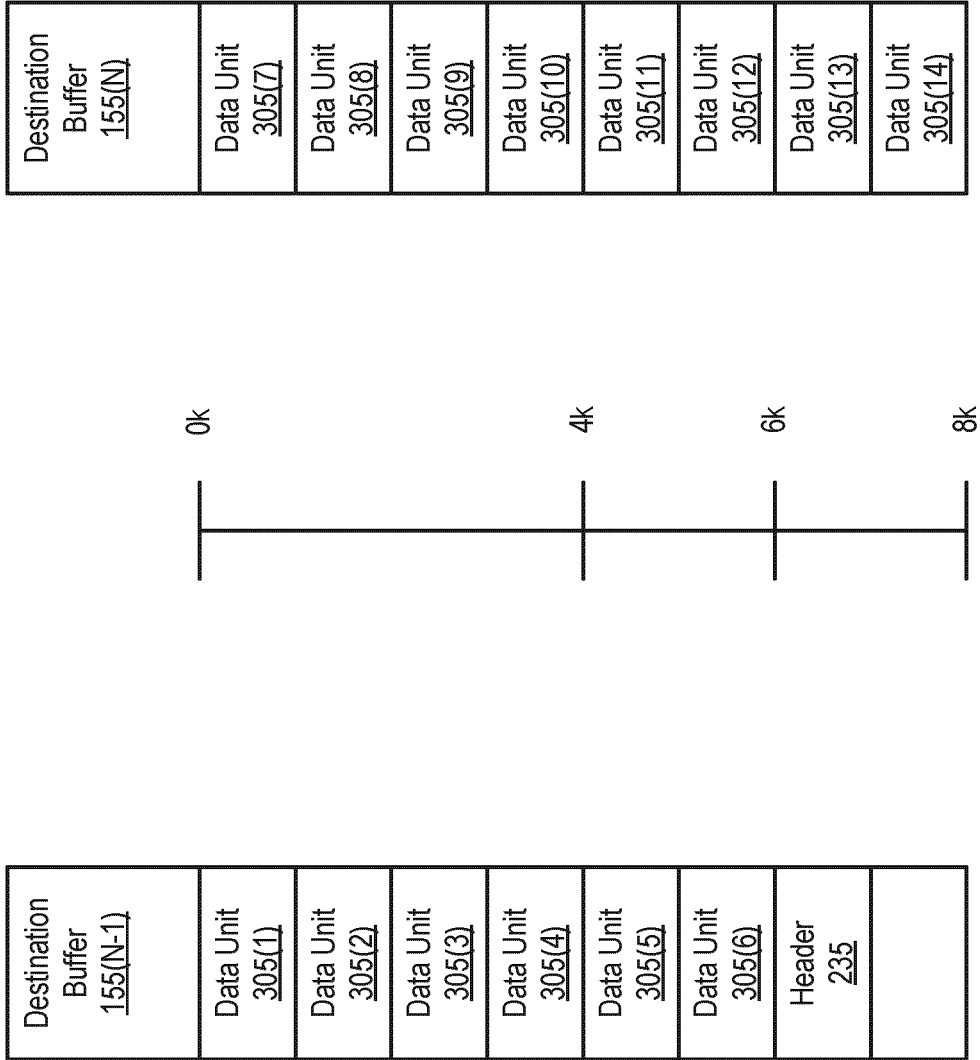 Destination
Buffer
155(N-1)
Data Unit
305(1)
Data Unit
305(2)
Data Unit
305(3)
Data Unit
305(4)
Data Unit
305(5)
Data Unit
305(6)
Header
235
0k
4k
6k
8k
Destination
Buffer
155(N)
Data Unit
305(7)
Data Unit
305(8)
Data Unit
305(9)
Data Unit
305(10)
Data Unit
305(11)
Data Unit
305(12)
Data Unit
305(13)
Data Unit
305(14)